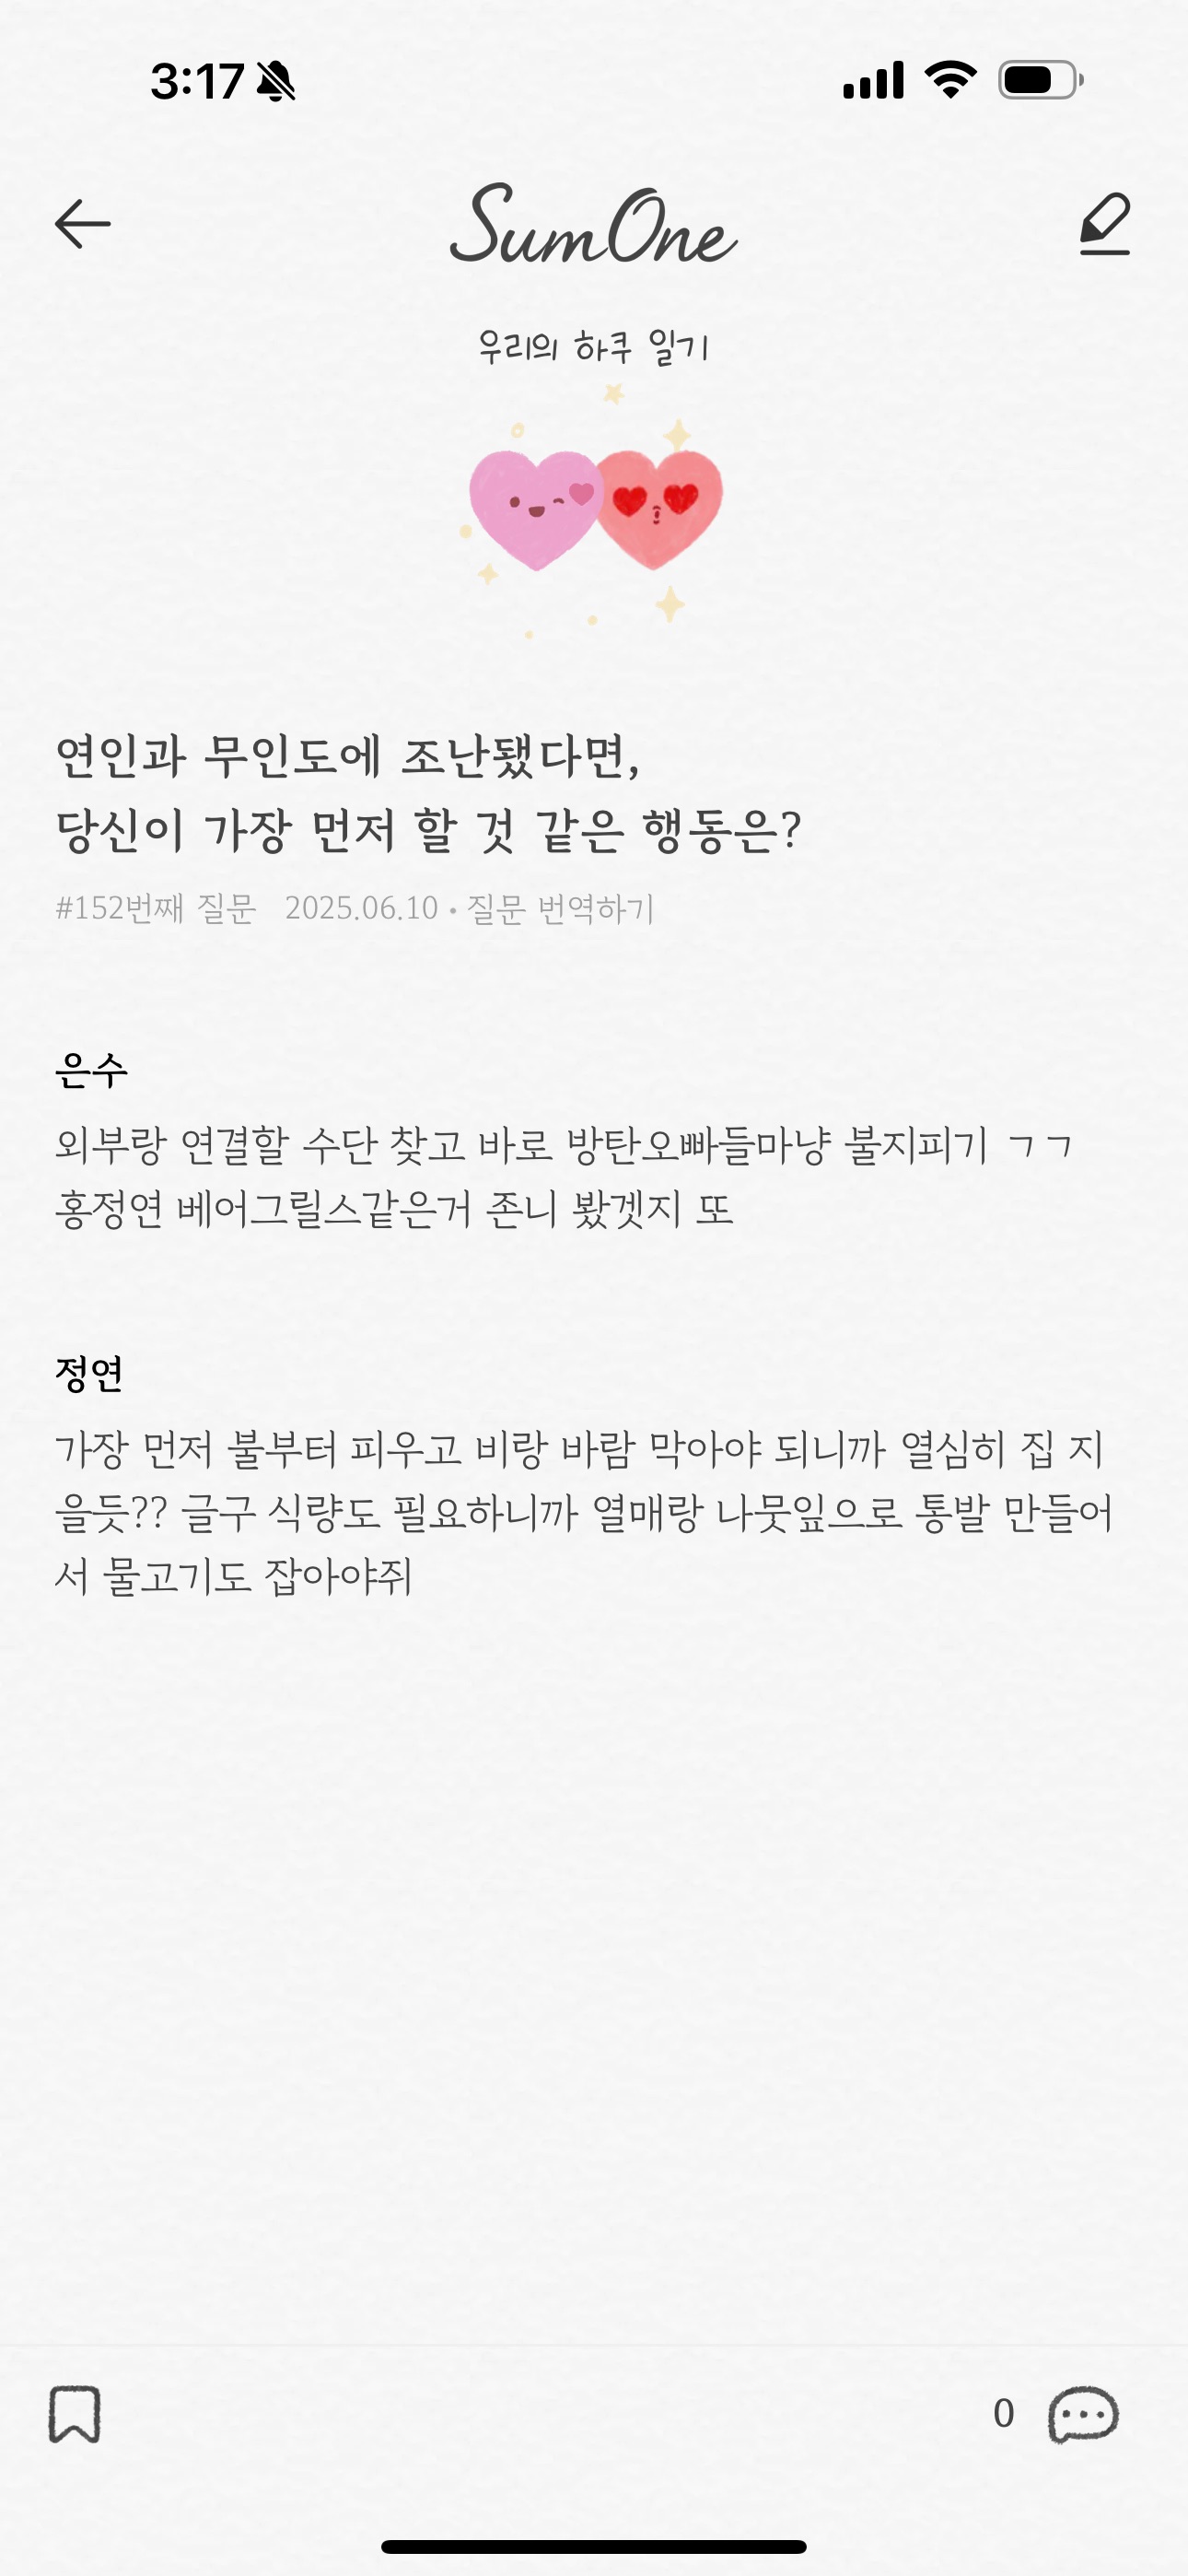 3:17
SumOne
우리의 하쿠 일기
연인과 무인도에 조난됐다면,
당신이 가장 먼저 할 것 같은 행동은?
#152번째 질문 2025.06.10 • 질문 번역하기
은수
외부랑 연결할 수단 찾고 바로 방탄오빠들마냥 불지피기 ㄱㄱ
홍정연 베어그릴스같은거 존니 봤겟지 또
정연
가장 먼저 불부터 피우고 비랑 바람 막아야 되니까 열심히 집 지
을듯?? 글구 식량도 필요하니까 열매랑 나뭇잎으로 통발 만들어
서 물고기도 잡아야쥐
0